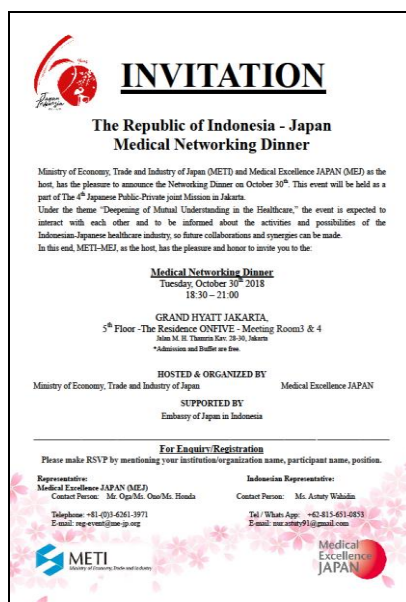 Japan
Indonesia
INVITATION
The Republic of Indonesia - Japan
Medical Networking Dinner
Ministry of Economy, Trade and Industry of Japan (METI) and Medical Excellence JAPAN (MEJ) as the
host, has the pleasure to announce the Networking Dinner on October 30th. This event will be held as a
part of The 4th Japanese Public-Private joint Mission in Jakarta.
Under the theme “Deepening of Mutual Understanding in the Healthcare,” the event is expected to
interact with each other and to be informed about the activities and possibilities of the
Indonesian-Japanese healthcare industry, so future collaborations and synergies can be made.
In this end, METI–MEJ, as the host, has the pleasure and honor to invite you to the:
Medical Networking Dinner
Tuesday, October 30th 2018
18:30 – 21:00
GRAND HYATT JAKARTA,
5th Floor -The Residence ONFIVE - Meeting Room3 & 4
Jalan M. H. Thamrin Kav. 28-30, Jakarta
*Admission and Buffet are free.
HOSTED & ORGANIZED BY
Ministry of Economy, Trade and Industry of Japan Medical Excellence JAPAN
SUPPORTED BY
Embassy of Japan in Indonesia
For Enquiry/Registration
Please make RSVP by mentioning your institution/organization name, participant name, position.
Representative: Indonesian Representative:
Medical Excellence JAPAN (MEJ)
Contact Person: Mr. Oga/Ms. Ono/Ms. Honda Contact Person: Ms. Astuty Wahidin
Telephone: +81-(0)3-6261-3971 Tel / Whats App: +62-815-651-0853
E-mail: reg-event@me-jp.org E-mail: nur.astuty91@gmail.com
METI
Ministry of Economy, Trade and Industry
Medical
Excellence
JAPAN